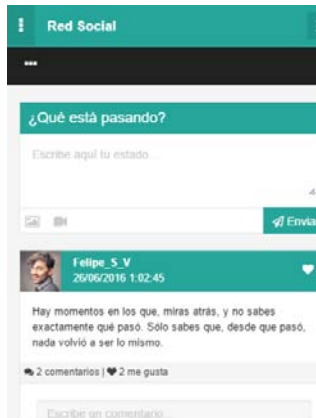 Red Social
¿Qué está pasando?
Escribe aquí tu estado...
Envia
Felipe_S_V
26/06/2016 1:02:45
Hay momentos en los que, miras atrás, y no sabes
exactamente qué pasó. Sólo sabes que, desde que pasó,
nada volvió a ser lo mismo.
2 comentarios | 2 me gusta
Escribe un comentario...